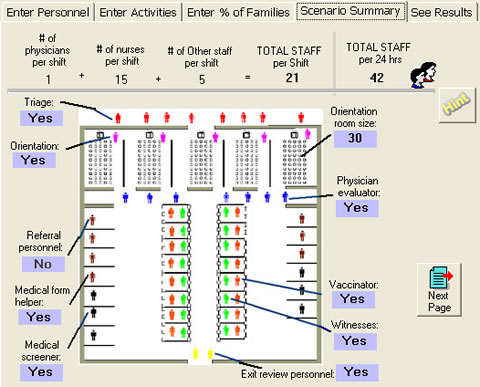 Enter Personnel Enter Activities Enter % of Families Scenario Summary See Results
# of physicians per shift
1
+
# of nurses per shift
15
+
# of Other staff per shift
5
=
TOTAL STAFF per Shift
21
TOTAL STAFF per 24 hrs
42
Hint
Triage:
Yes
Orientation:
Yes
Orientation room size:
30
Physician evaluator:
Yes
Referral personnel:
No
Medical form helper:
Yes
Medical screener:
Yes
Vaccinator:
Yes
Witnesses:
Yes
Exit review personnel:
Yes
Next
Page